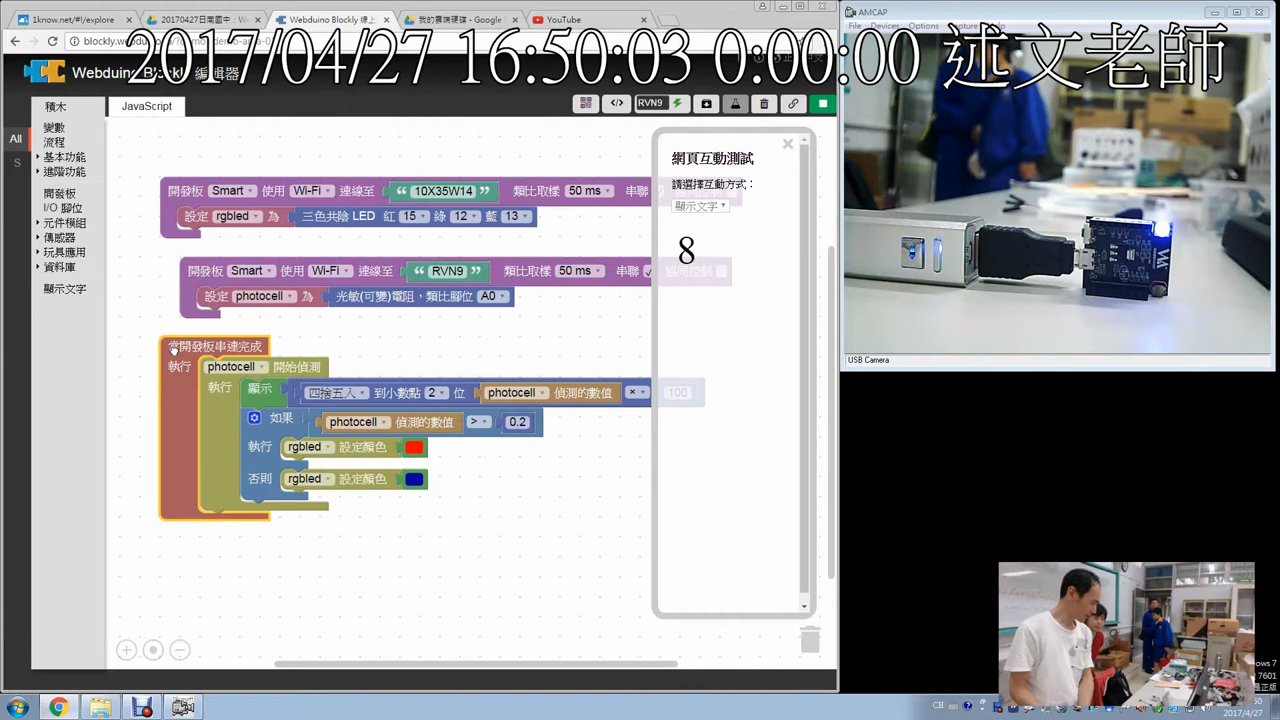 1know.net/#!/explore
20170427日南國中 : W
Webduino Blockly 線上
我的雲端硬碟 - Google
YouTube
2017/04/27 16:50:03 0:00:00 述文老師
Webduino Blockly 編輯器
積木
JavaScript
RVN9
All
S
變數
流程
基本功能
進階功能
開發板
I/O 腳位
元件模組
傳感器
玩具應用
資料庫
顯示文字
開發板 Smart 使用 Wi-Fi 連線至 “ 10X35W14 ” 類比取樣 50 ms 串聯
設定 rgbled 為 三色共陰 LED 紅 15 綠 12 藍 13
開發板 Smart 使用 Wi-Fi 連線至 “ RVN9 ” 類比取樣 50 ms 串聯 協同控制
設定 photocell 為 光敏(可變)電阻，類比腳位 A0
當開發板串連完成
執行 photocell 開始偵測
執行 顯示 四捨五入 到小數點 2 位 photocell 偵測的數值 × 100
如果 photocell 偵測的數值 > 0.2
執行 rgbled 設定顏色
否則 rgbled 設定顏色
網頁互動測試
請選擇互動方式：
顯示文字
8
AMCAP
File Devices Options Capture Help
USB Camera
CH
2017/4/27